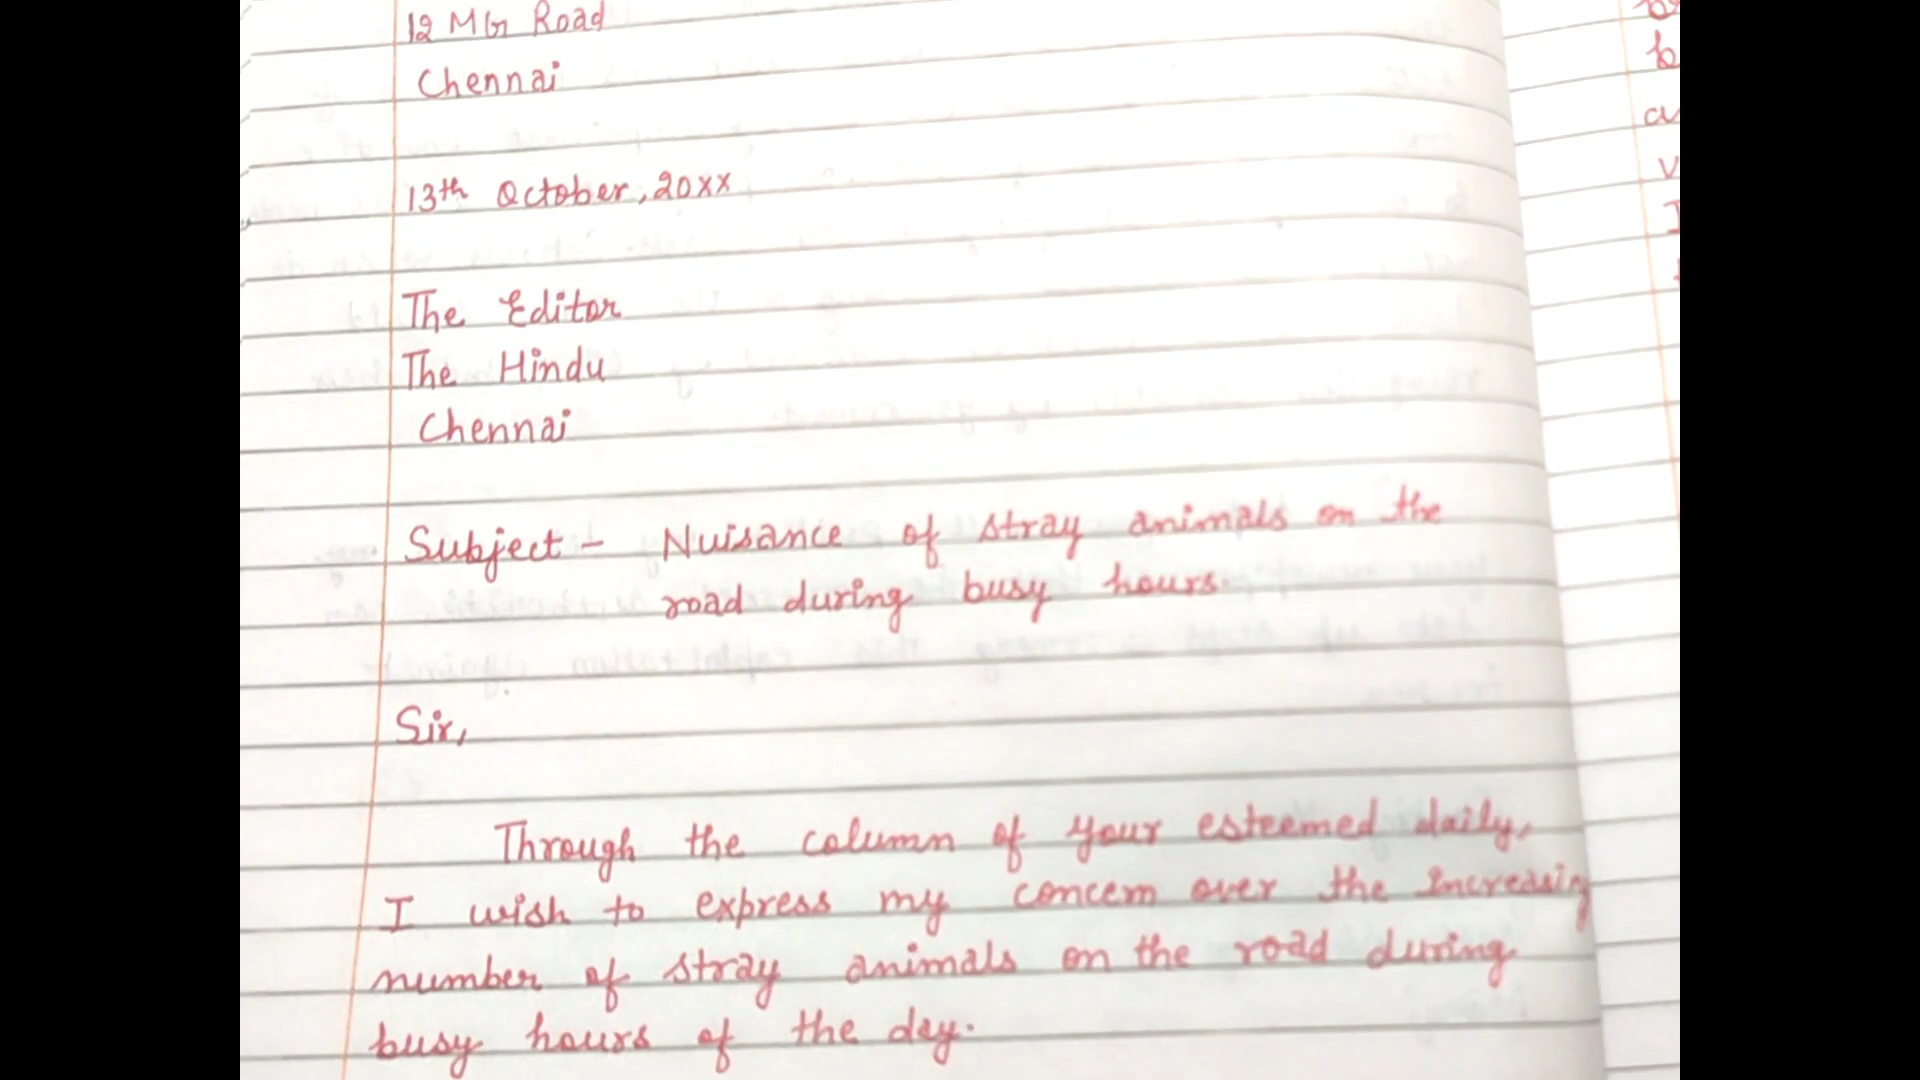 12 MG Road
Chennai
13th October, 20xx
The Editor
The Hindu
Chennai
Subject - Nuisance of stray animals on the
road during busy hours.
Sir,
Through the column of your esteemed daily,
I wish to express my concern over the increasing
number of stray animals on the road during
busy hours of the day.